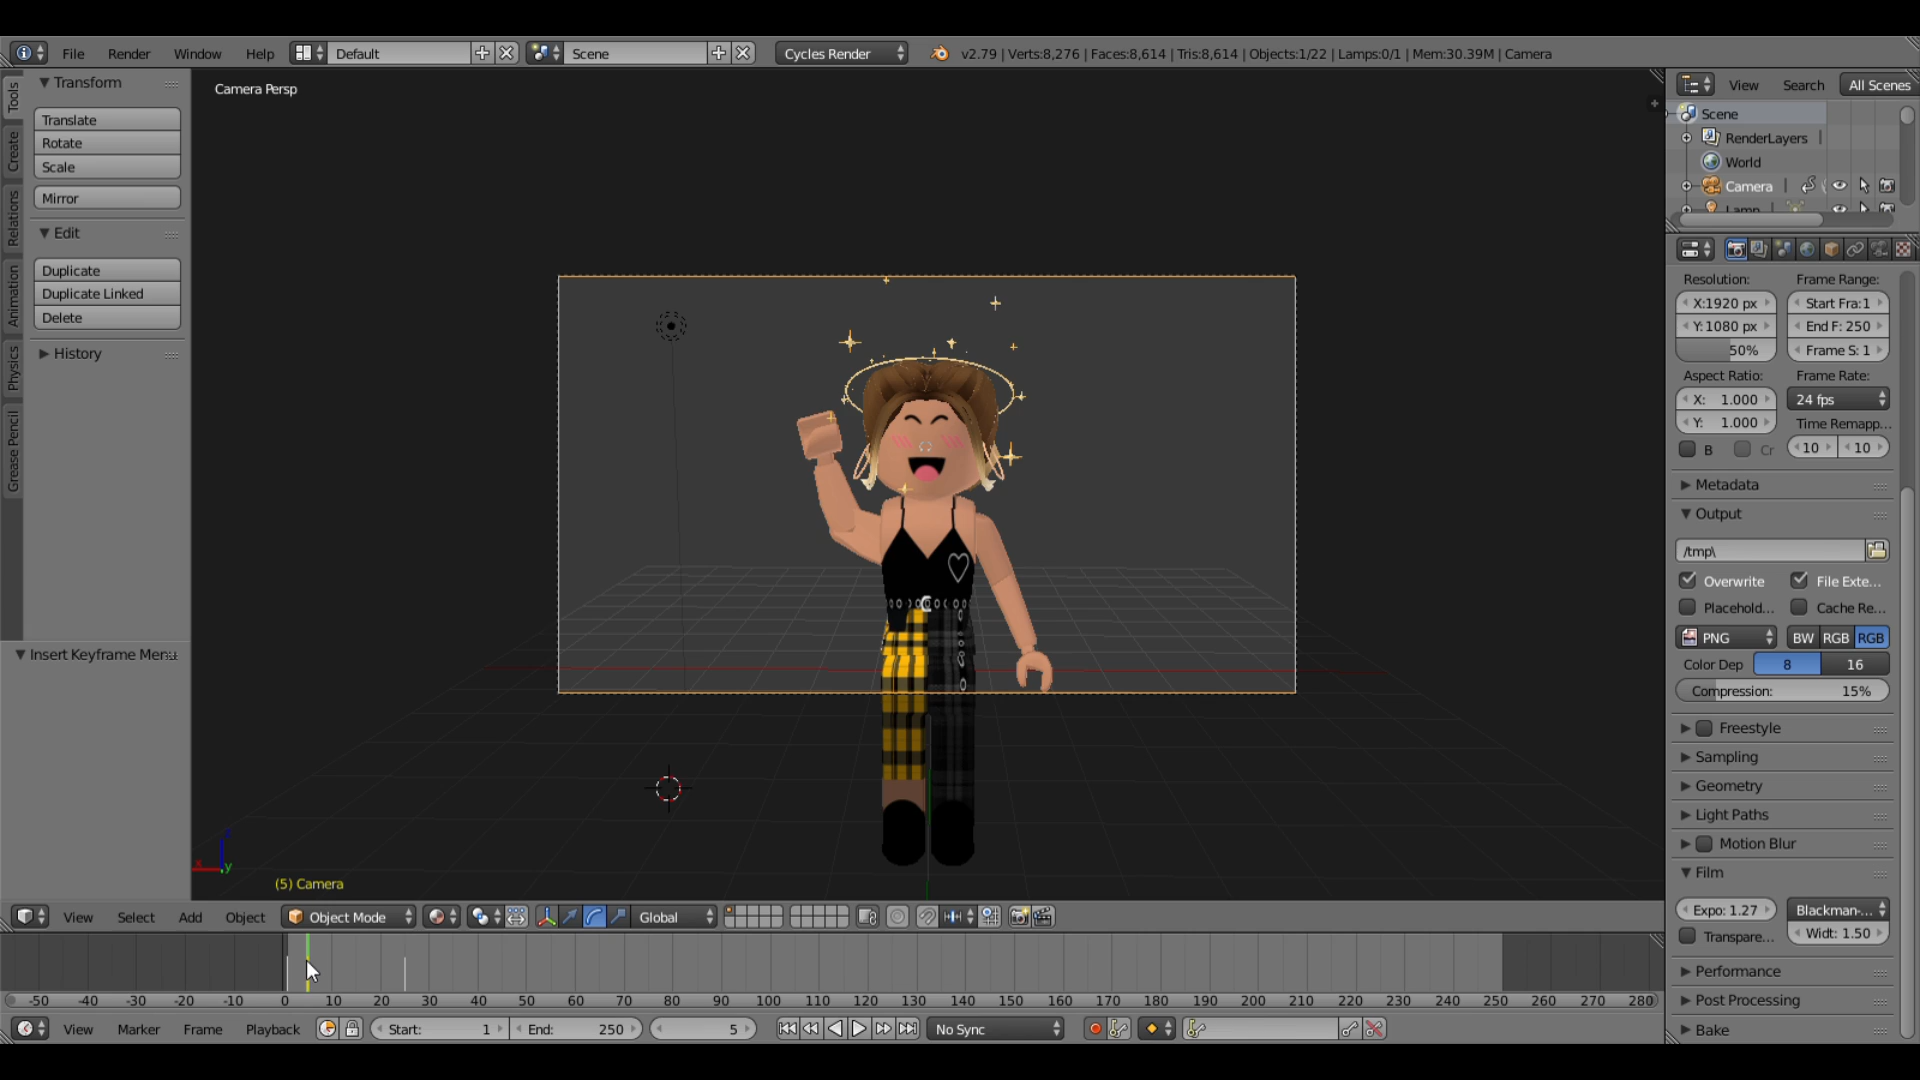 File Render Window Help Default Scene Cycles Render v2.79 | Verts:8,276 | Faces:8,614 | Tris:8,614 | Objects:1/22 | Lamps:0/1 | Mem:30.39M | Camera
Tools
Create
Relations
Animation
Physics
Grease Pencil
Transform
Translate
Rotate
Scale
Mirror
Edit
Duplicate
Duplicate Linked
Delete
History
Insert Keyframe Menu
Camera Persp
(5) Camera
x
z
y
View Search All Scenes
Scene
RenderLayers
World
Camera
Lamp
Resolution: Frame Range:
X:1920 px Start Fra:1
Y:1080 px End F: 250
50% Frame S: 1
Aspect Ratio: Frame Rate:
X: 1.000 24 fps
Y: 1.000 Time Remapp...
B Cr 10 10
Metadata
Output
/tmp\
Overwrite File Exte...
Placehold... Cache Re...
PNG BW RGB RGB
Color Dep 8 16
Compression: 15%
Freestyle
Sampling
Geometry
Light Paths
Motion Blur
Film
Expo: 1.27 Blackman-...
Transpare... Widt: 1.50
Performance
Post Processing
Bake
View Select Add Object Object Mode Global
-50 -40 -30 -20 -10 0 10 20 30 40 50 60 70 80 90 100 110 120 130 140 150 160 170 180 190 200 210 220 230 240 250 260 270 280
View Marker Frame Playback Start: 1 End: 250 5 No Sync